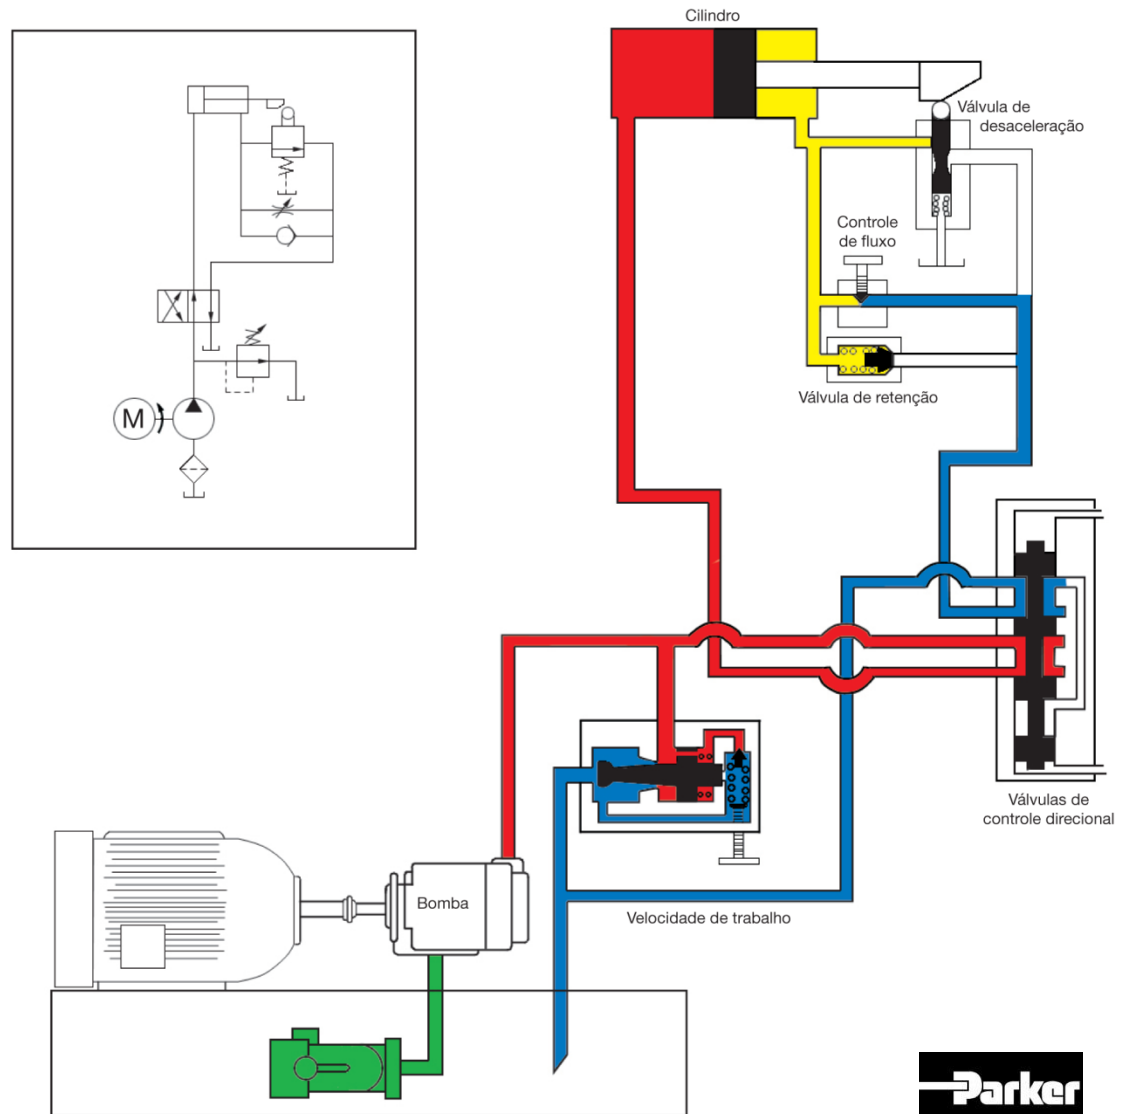 Cilindro
Válvula de
desaceleração
Controle
de fluxo
Válvula de retenção
M
Válvulas de
controle direcional
Bomba
Velocidade de trabalho
Parker